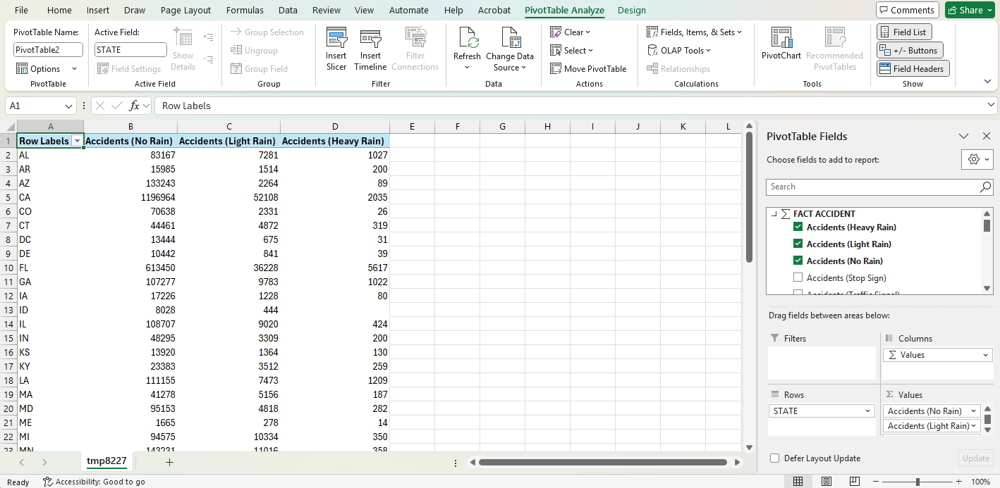 File Home Insert Draw Page Layout Formulas Data Review View Automate Help Acrobat PivotTable Analyze Design Comments Share
PivotTable Name: Active Field: Group Selection Clear Fields, Items, & Sets Field List
PivotTable2 STATE Ungroup Select OLAP Tools +/- Buttons
Options Field Settings Group Field Move PivotTable Relationships Field Headers
Show Details
Insert Slicer
Insert Timeline
Filter Connections
Refresh
Change Data Source
PivotChart
Recommended PivotTables
PivotTable Active Field Group Filter Data Actions Calculations Tools Show
A1 fx Row Labels
A B C D E F G H I J K L
1 Row Labels Accidents (No Rain) Accidents (Light Rain) Accidents (Heavy Rain)
2 AL 83167 7281 1027
3 AR 15985 1514 200
4 AZ 133243 2264 89
5 CA 1196964 52108 2035
6 CO 70638 2331 26
7 CT 44461 4872 319
8 DC 13444 675 31
9 DE 10442 841 39
10 FL 613450 36228 5617
11 GA 107277 9783 1022
12 IA 17226 1228 80
13 ID 8028 444
14 IL 108707 9020 424
15 IN 48295 3309 200
16 KS 13920 1364 130
17 KY 23383 3512 259
18 LA 111155 7473 1209
19 MA 41278 5156 187
20 MD 95153 4818 282
21 ME 1665 278 14
22 MI 94575 10334 350
23 MN 143231 11016 358
PivotTable Fields
Choose fields to add to report:
Search
FACT ACCIDENT
Accidents (Heavy Rain)
Accidents (Light Rain)
Accidents (No Rain)
Accidents (Stop Sign)
Accidents (Traffic Signal)
Drag fields between areas below:
Filters Columns
Σ Values
Rows Σ Values
STATE Accidents (No Rain)
Accidents (Light Rain)
Defer Layout Update Update
tmp8227
Ready Accessibility: Good to go 100%